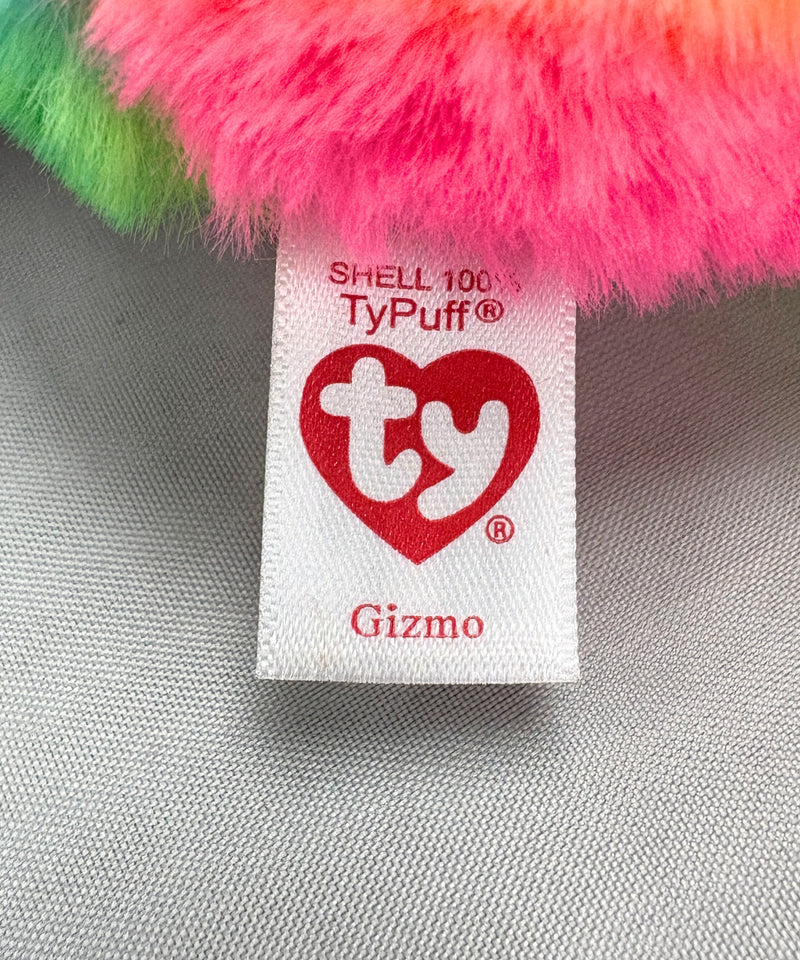 SHELL 100%
TyPuff®
ty
®
Gizmo